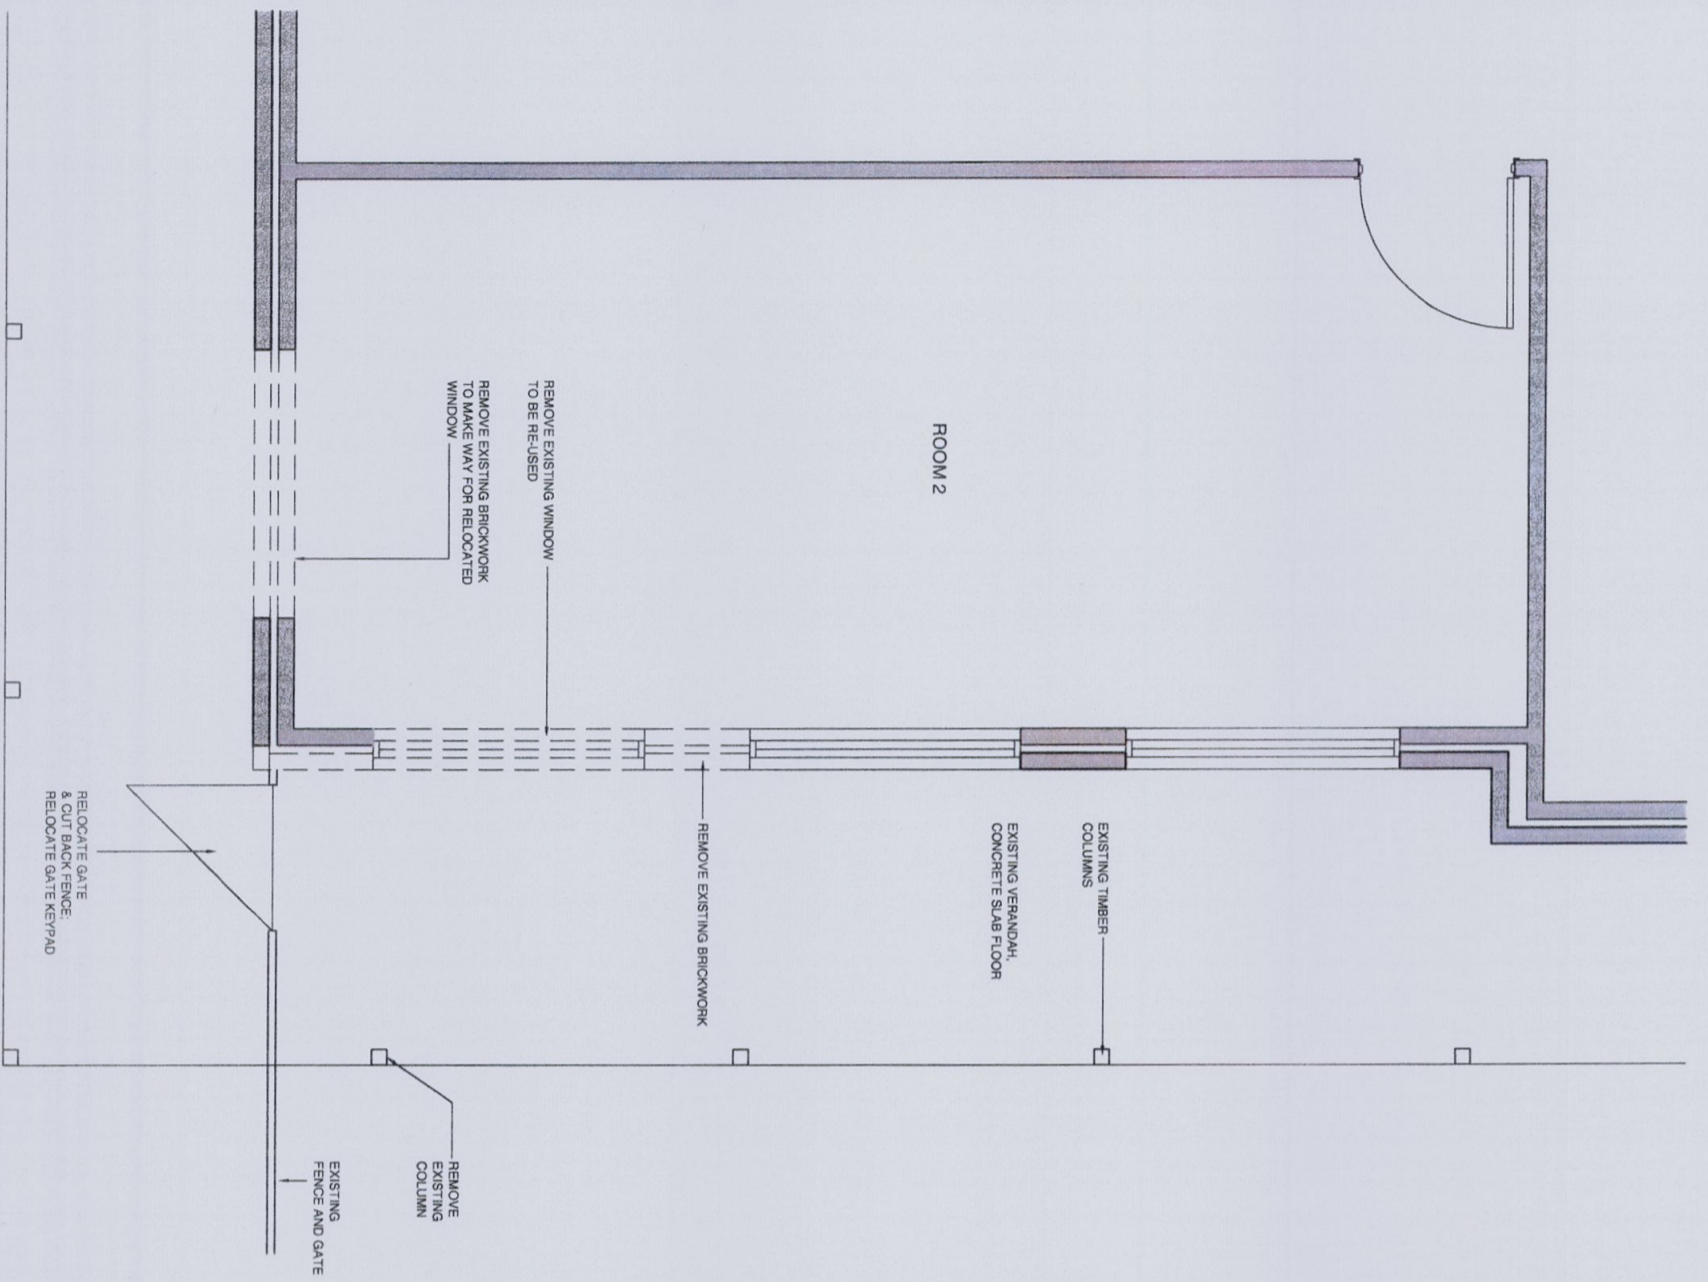 EXISTING TIMBER
COLUMNS
EXISTING VERANDAH,
CONCRETE SLAB FLOOR
ROOM 2
REMOVE EXISTING BRICKWORK
REMOVE EXISTING WINDOW
TO BE RE-USED
REMOVE EXISTING BRICKWORK
TO MAKE WAY FOR RELOCATED
WINDOW
REMOVE
EXISTING
COLUMN
EXISTING
FENCE AND GATE
RELOCATE GATE
& CUT BACK FENCE;
RELOCATE GATE KEYPAD